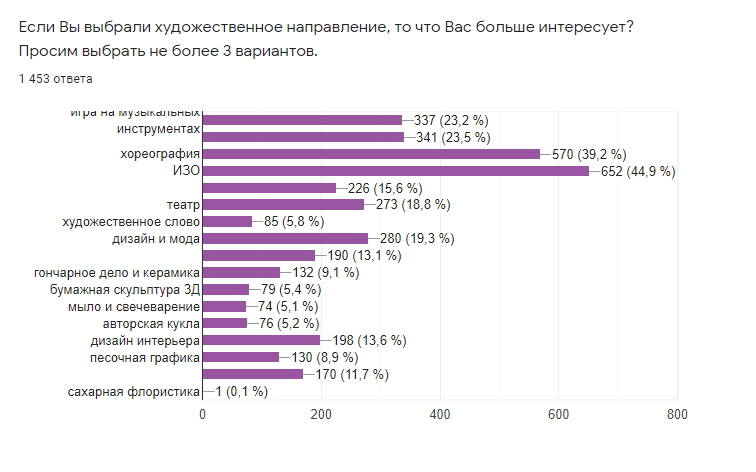 Если Вы выбрали художественное направление, то что Вас больше интересует?
Просим выбрать не более 3 вариантов.
1 453 ответа
игра на музыкальных
337 (23,2 %)
инструментах
341 (23,5 %)
хореография 570 (39,2 %)
ИЗО 652 (44,9 %)
226 (15,6 %)
театр 273 (18,8 %)
художественное слово 85 (5,8 %)
дизайн и мода 280 (19,3 %)
190 (13,1 %)
гончарное дело и керамика 132 (9,1 %)
бумажная скульптура 3Д 79 (5,4 %)
мыло и свечеварение 74 (5,1 %)
авторская кукла 76 (5,2 %)
дизайн интерьера 198 (13,6 %)
песочная графика 130 (8,9 %)
170 (11,7 %)
сахарная флористика 1 (0,1 %)
0 200 400 600 800